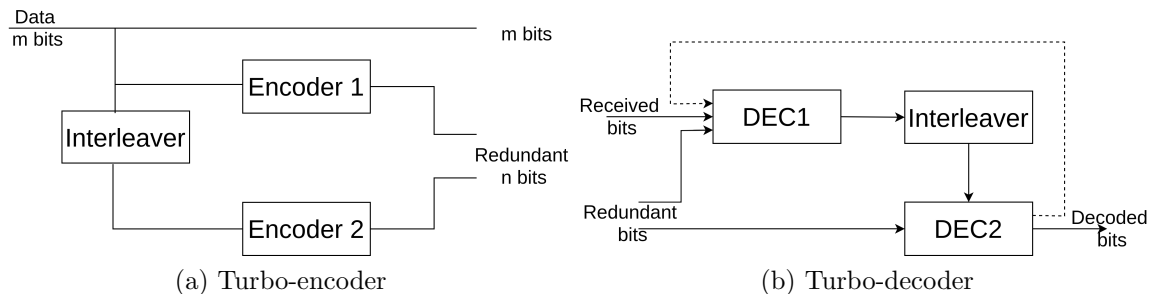 Data
m bits
m bits
Encoder 1
Interleaver
Redundant
n bits
Encoder 2
(a) Turbo-encoder
Received
bits
DEC1
Interleaver
Redundant
bits
DEC2
Decoded
bits
(b) Turbo-decoder